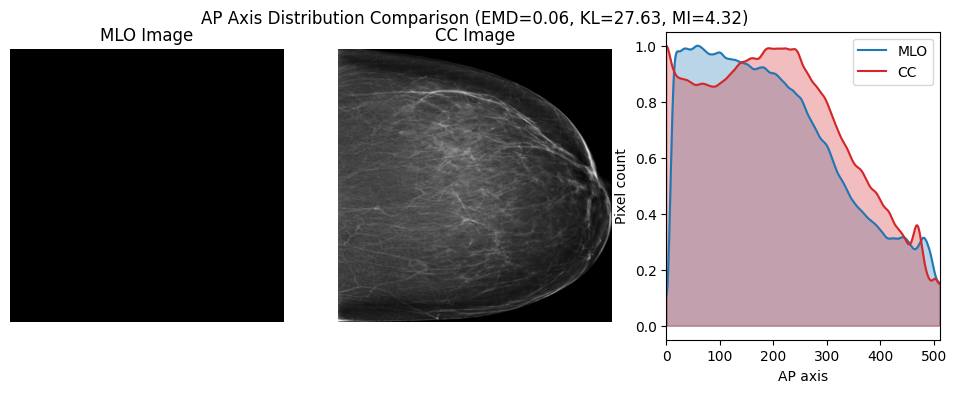 AP Axis Distribution Comparison (EMD=0.06, KL=27.63, MI=4.32)
MLO Image
CC Image
MLO
CC
Pixel count
1.0
0.8
0.6
0.4
0.2
0.0
0 100 200 300 400 500
AP axis